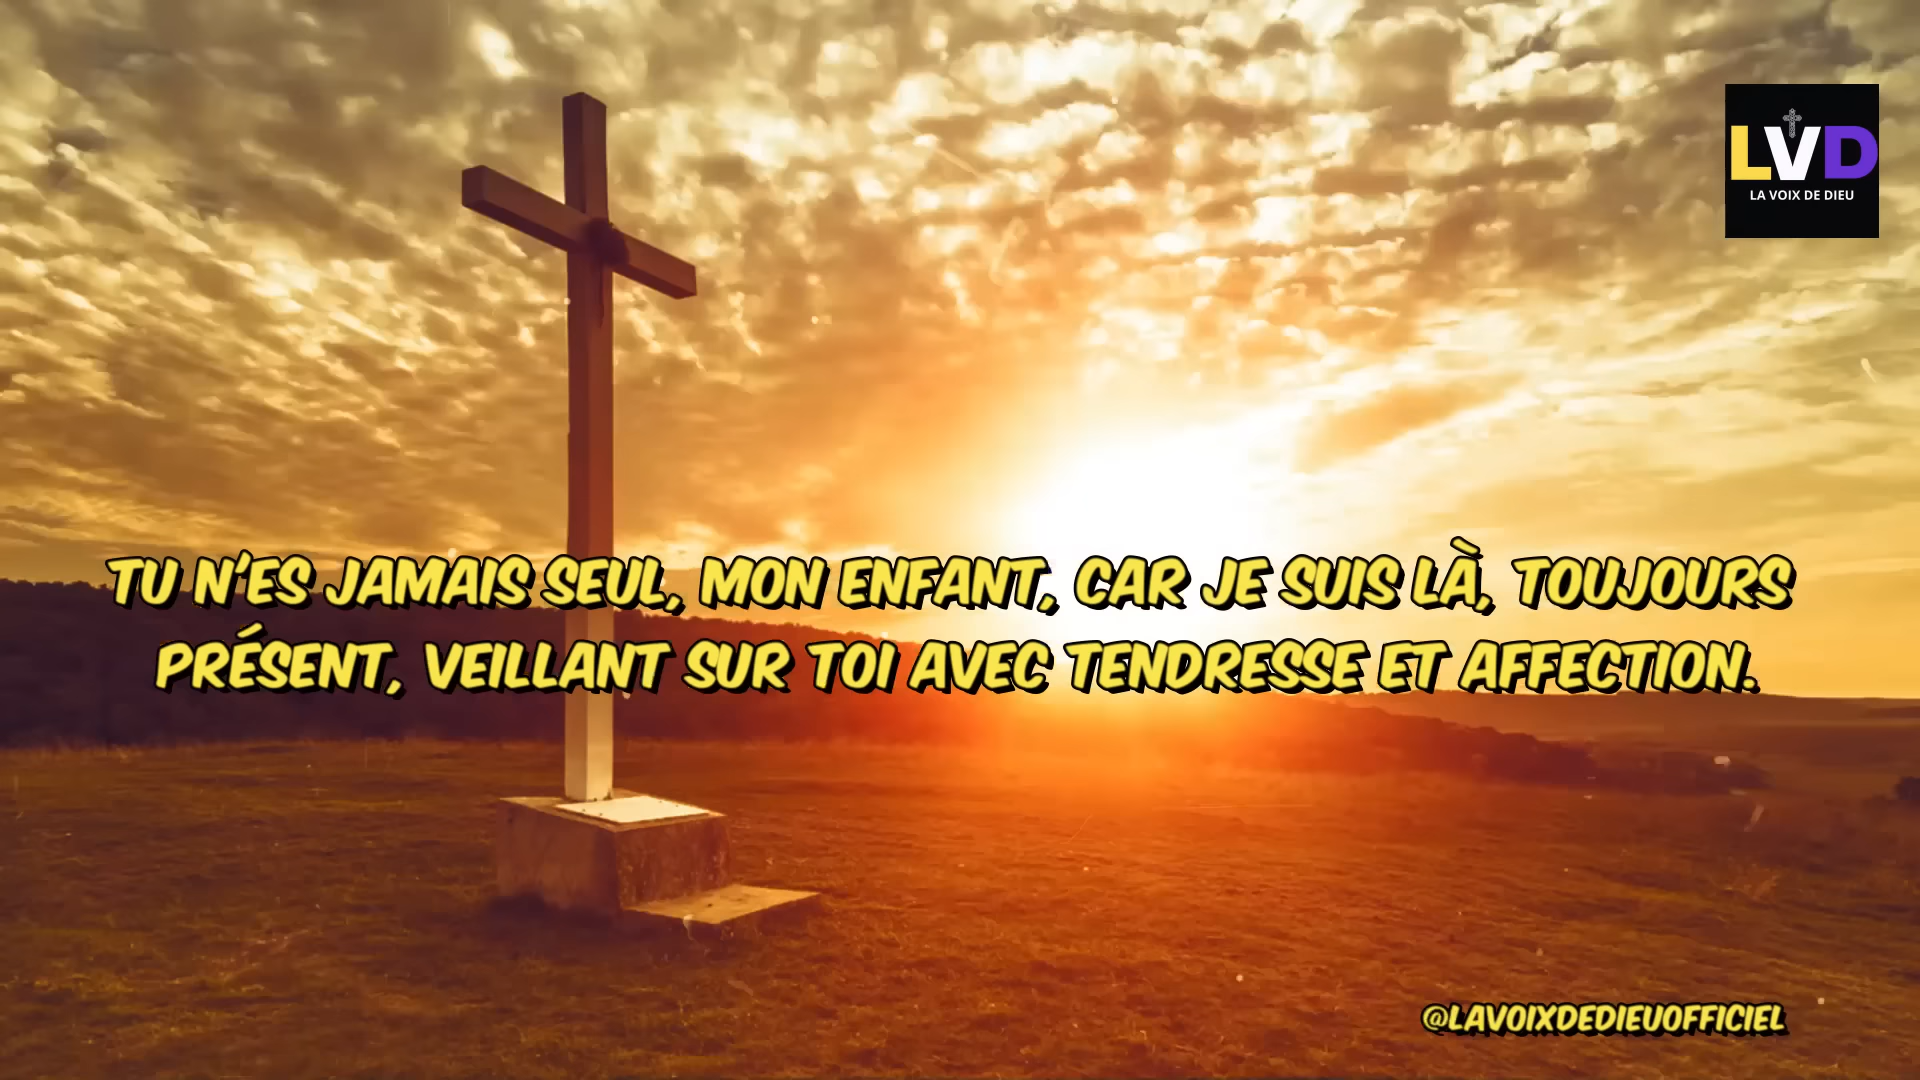 LVD
LA VOIX DE DIEU
TU N'ES JAMAIS SEUL, MON ENFANT, CAR JE SUIS LÀ, TOUJOURS
PRÉSENT, VEILLANT SUR TOI AVEC TENDRESSE ET AFFECTION.
@LAVOIXDEDIEUOFFICIEL